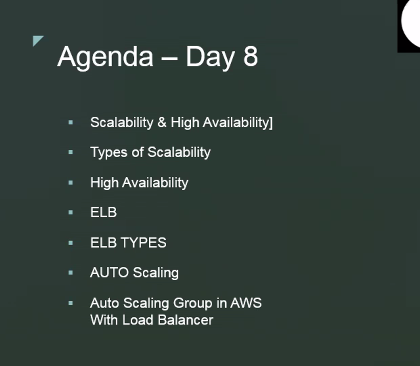 Agenda – Day 8
▪ Scalability & High Availability]
▪ Types of Scalability
▪ High Availability
▪ ELB
▪ ELB TYPES
▪ AUTO Scaling
▪ Auto Scaling Group in AWS
With Load Balancer